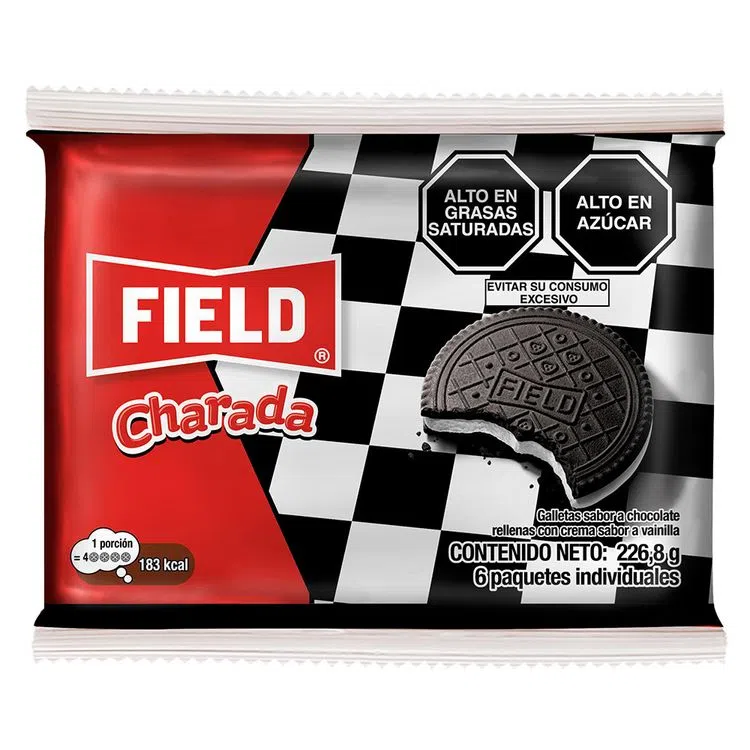 ALTO EN
GRASAS
SATURADAS
ALTO EN
AZÚCAR
EVITAR SU CONSUMO
EXCESIVO
FIELD
®
Charada
FIELD
1 porción
= 4
183 kcal
Galletas sabor a chocolate
rellenas con crema sabor a vainilla
CONTENIDO NETO: 226,8 g
6 paquetes individuales